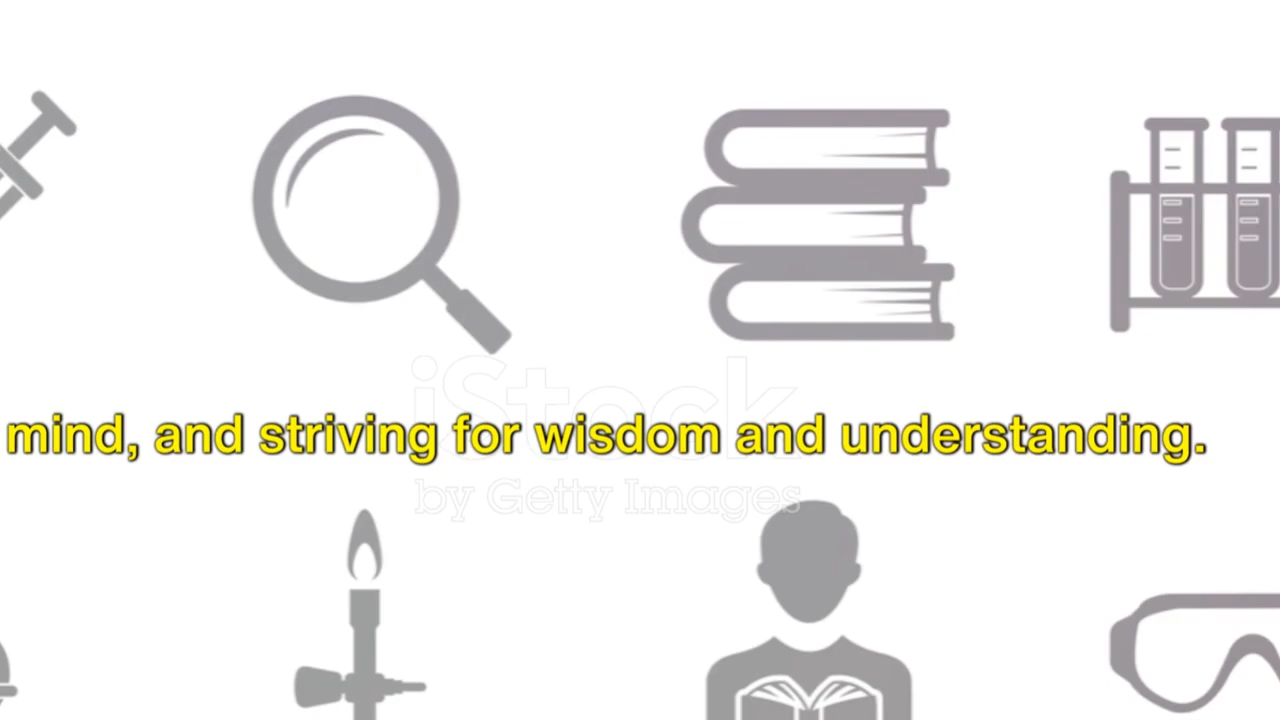 iStock
mind, and striving for wisdom and understanding.
by Getty Images